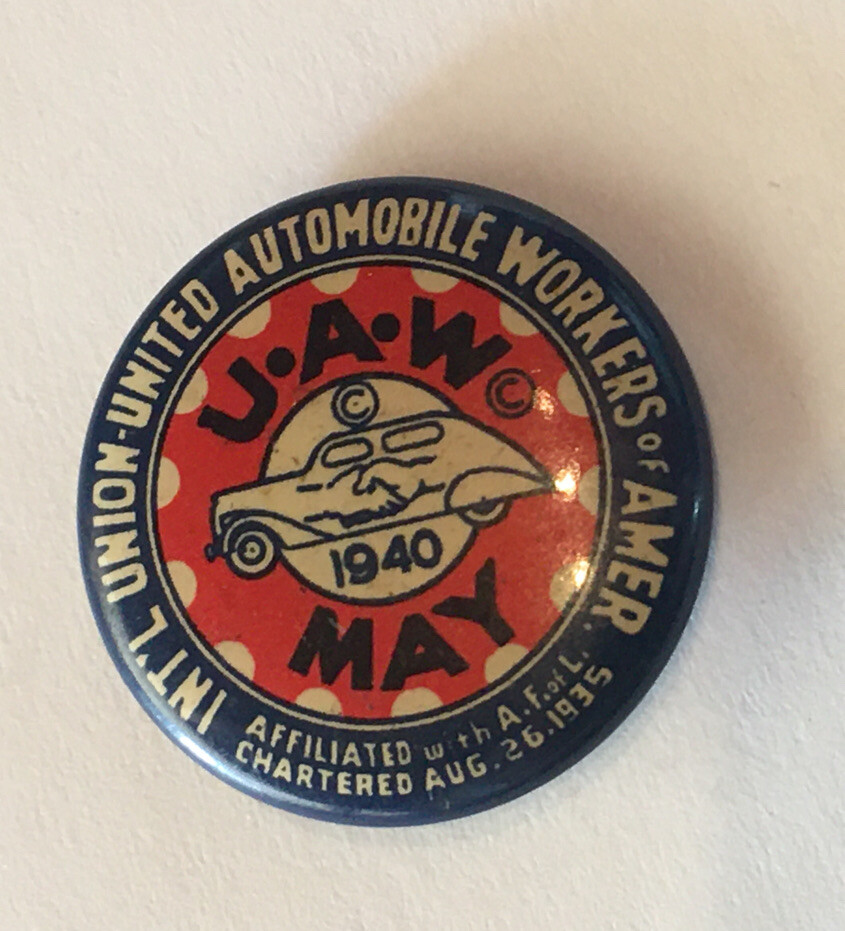 INT'L UNION-UNITED AUTOMOBILE WORKERS OF AMER.
U•A•W©
©
1940
MAY
AFFILIATED with A.F. of L.
CHARTERED AUG. 26.1935